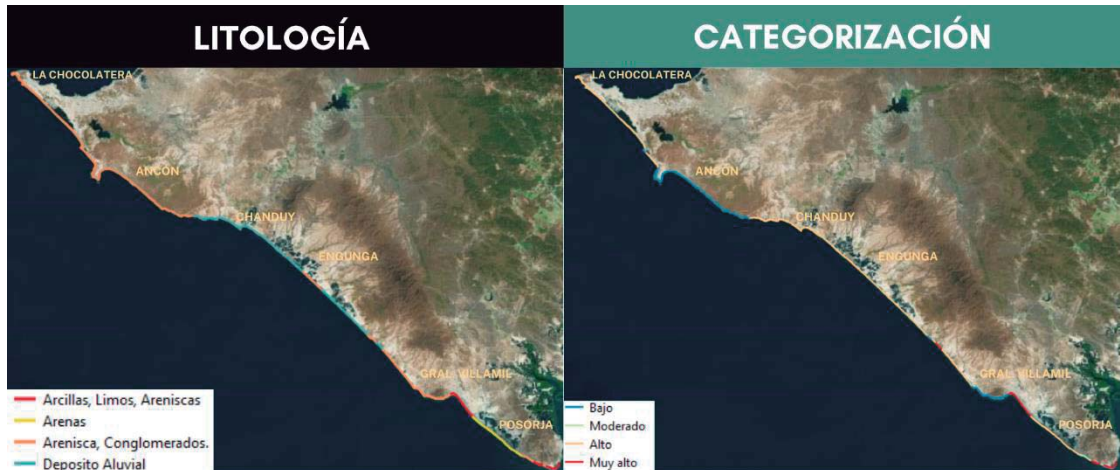 LITOLOGÍA
LA CHOCOLATERA
ANCÓN
CHANDUY
ENGUNGA
GRAL VILLAMIL
POSORJA
Arcillas, Limos, Areniscas
Arenas
Arenisca, Conglomerados.
Deposito Aluvial
CATEGORIZACIÓN
LA CHOCOLATERA
ANCÓN
CHANDUY
ENGUNGA
GRAL VILLAMIL
POSORJA
Bajo
Moderado
Alto
Muy alto